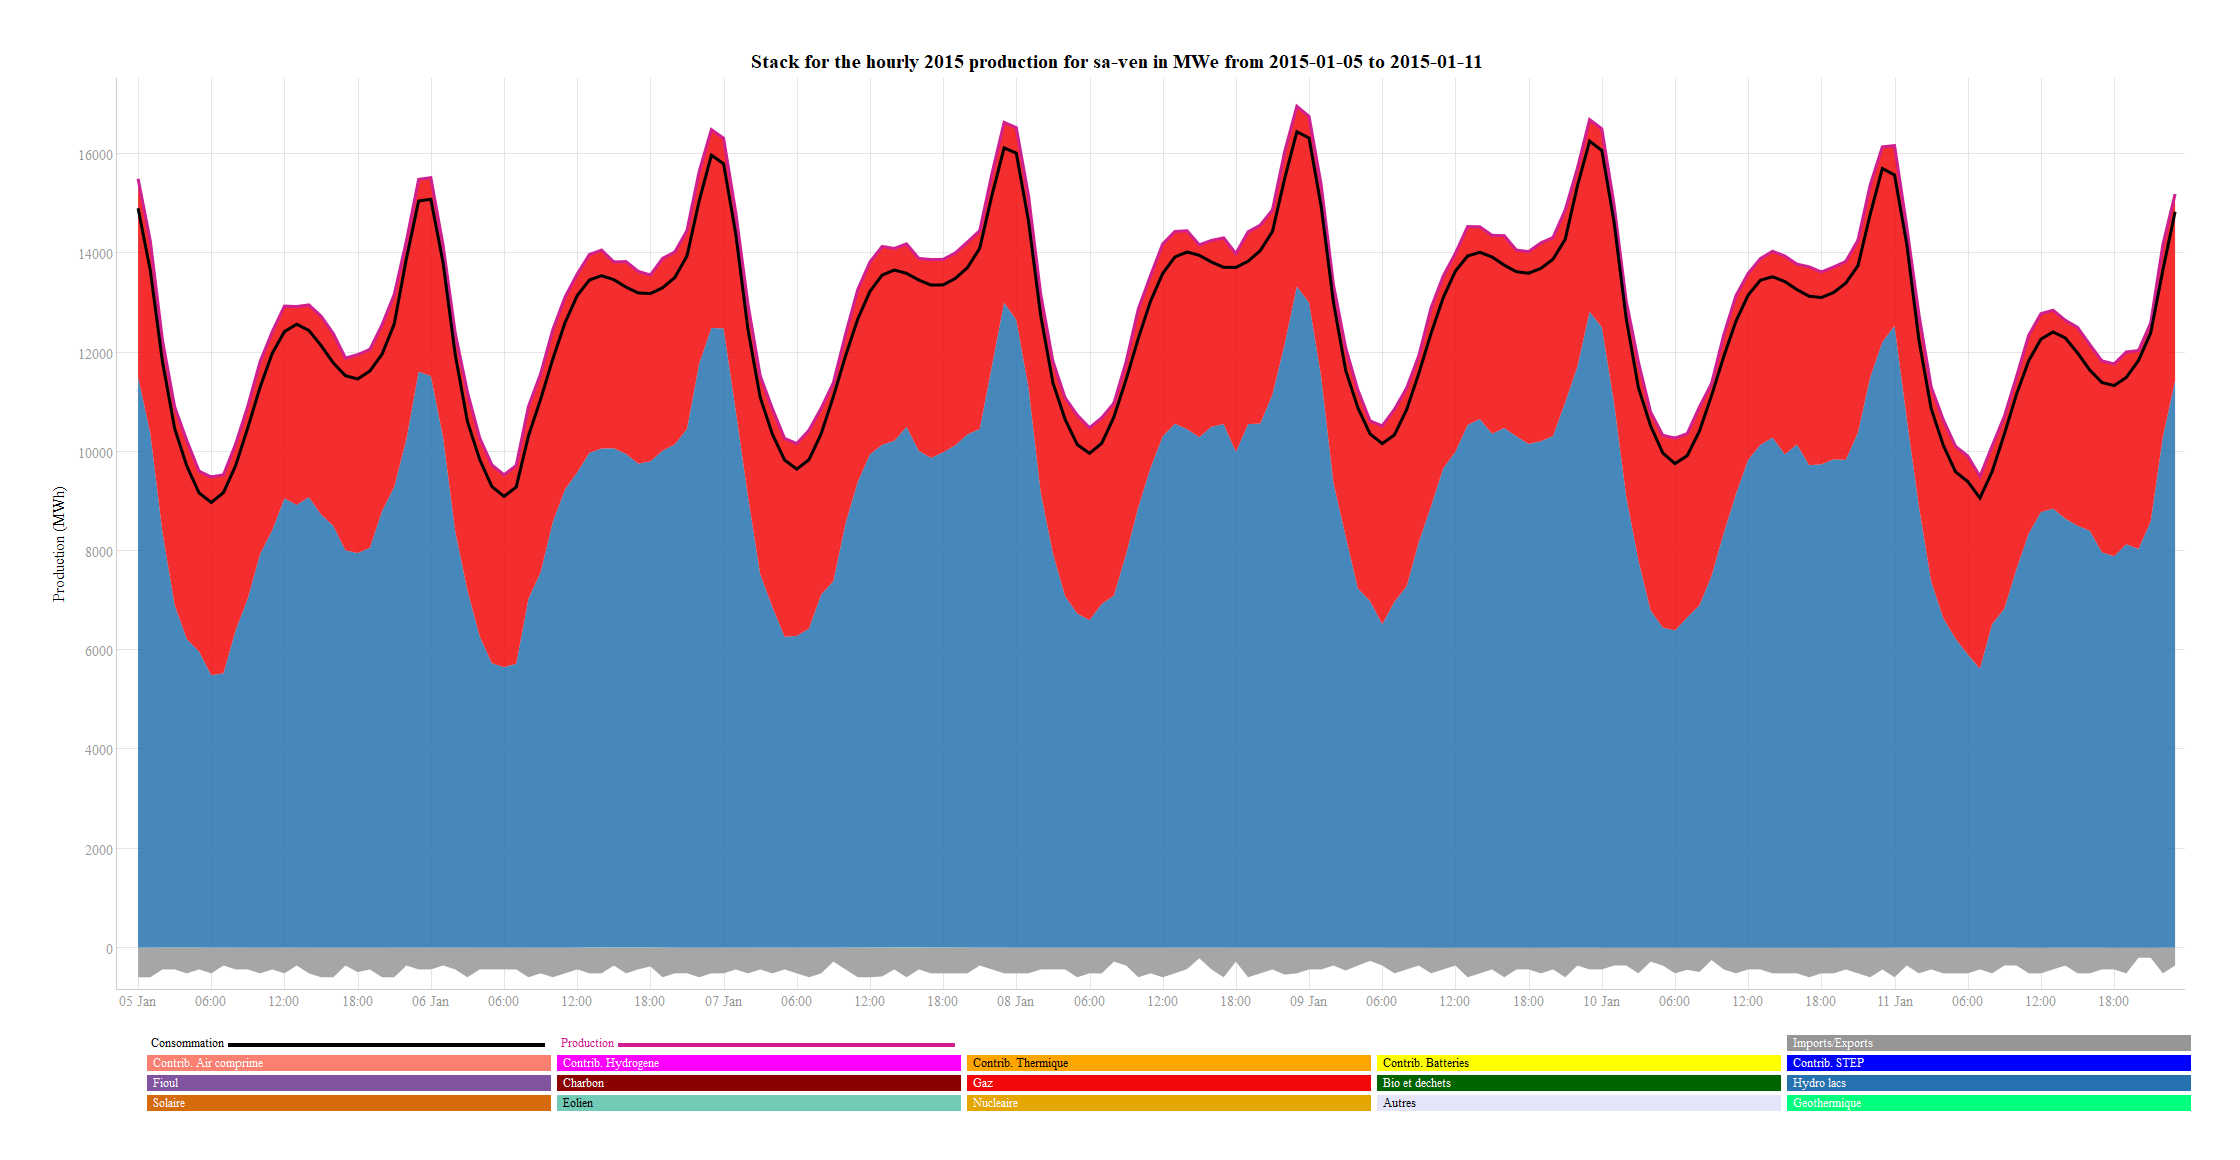 Stack for the hourly 2015 production for sa-ven in MWe from 2015-01-05 to 2015-01-11
Production (MWh)
16000
14000
12000
10000
8000
6000
4000
2000
0
05 Jan 06:00 12:00 18:00 06 Jan 06:00 12:00 18:00 07 Jan 06:00 12:00 18:00 08 Jan 06:00 12:00 18:00 09 Jan 06:00 12:00 18:00 10 Jan 06:00 12:00 18:00 11 Jan 06:00 12:00 18:00
Consommation Production Imports/Exports
Contrib. Air comprime Contrib. Hydrogene Contrib. Thermique Contrib. Batteries Contrib. STEP
Fioul Charbon Gaz Bio et dechets Hydro lacs
Solaire Eolien Nucleaire Autres Geothermique